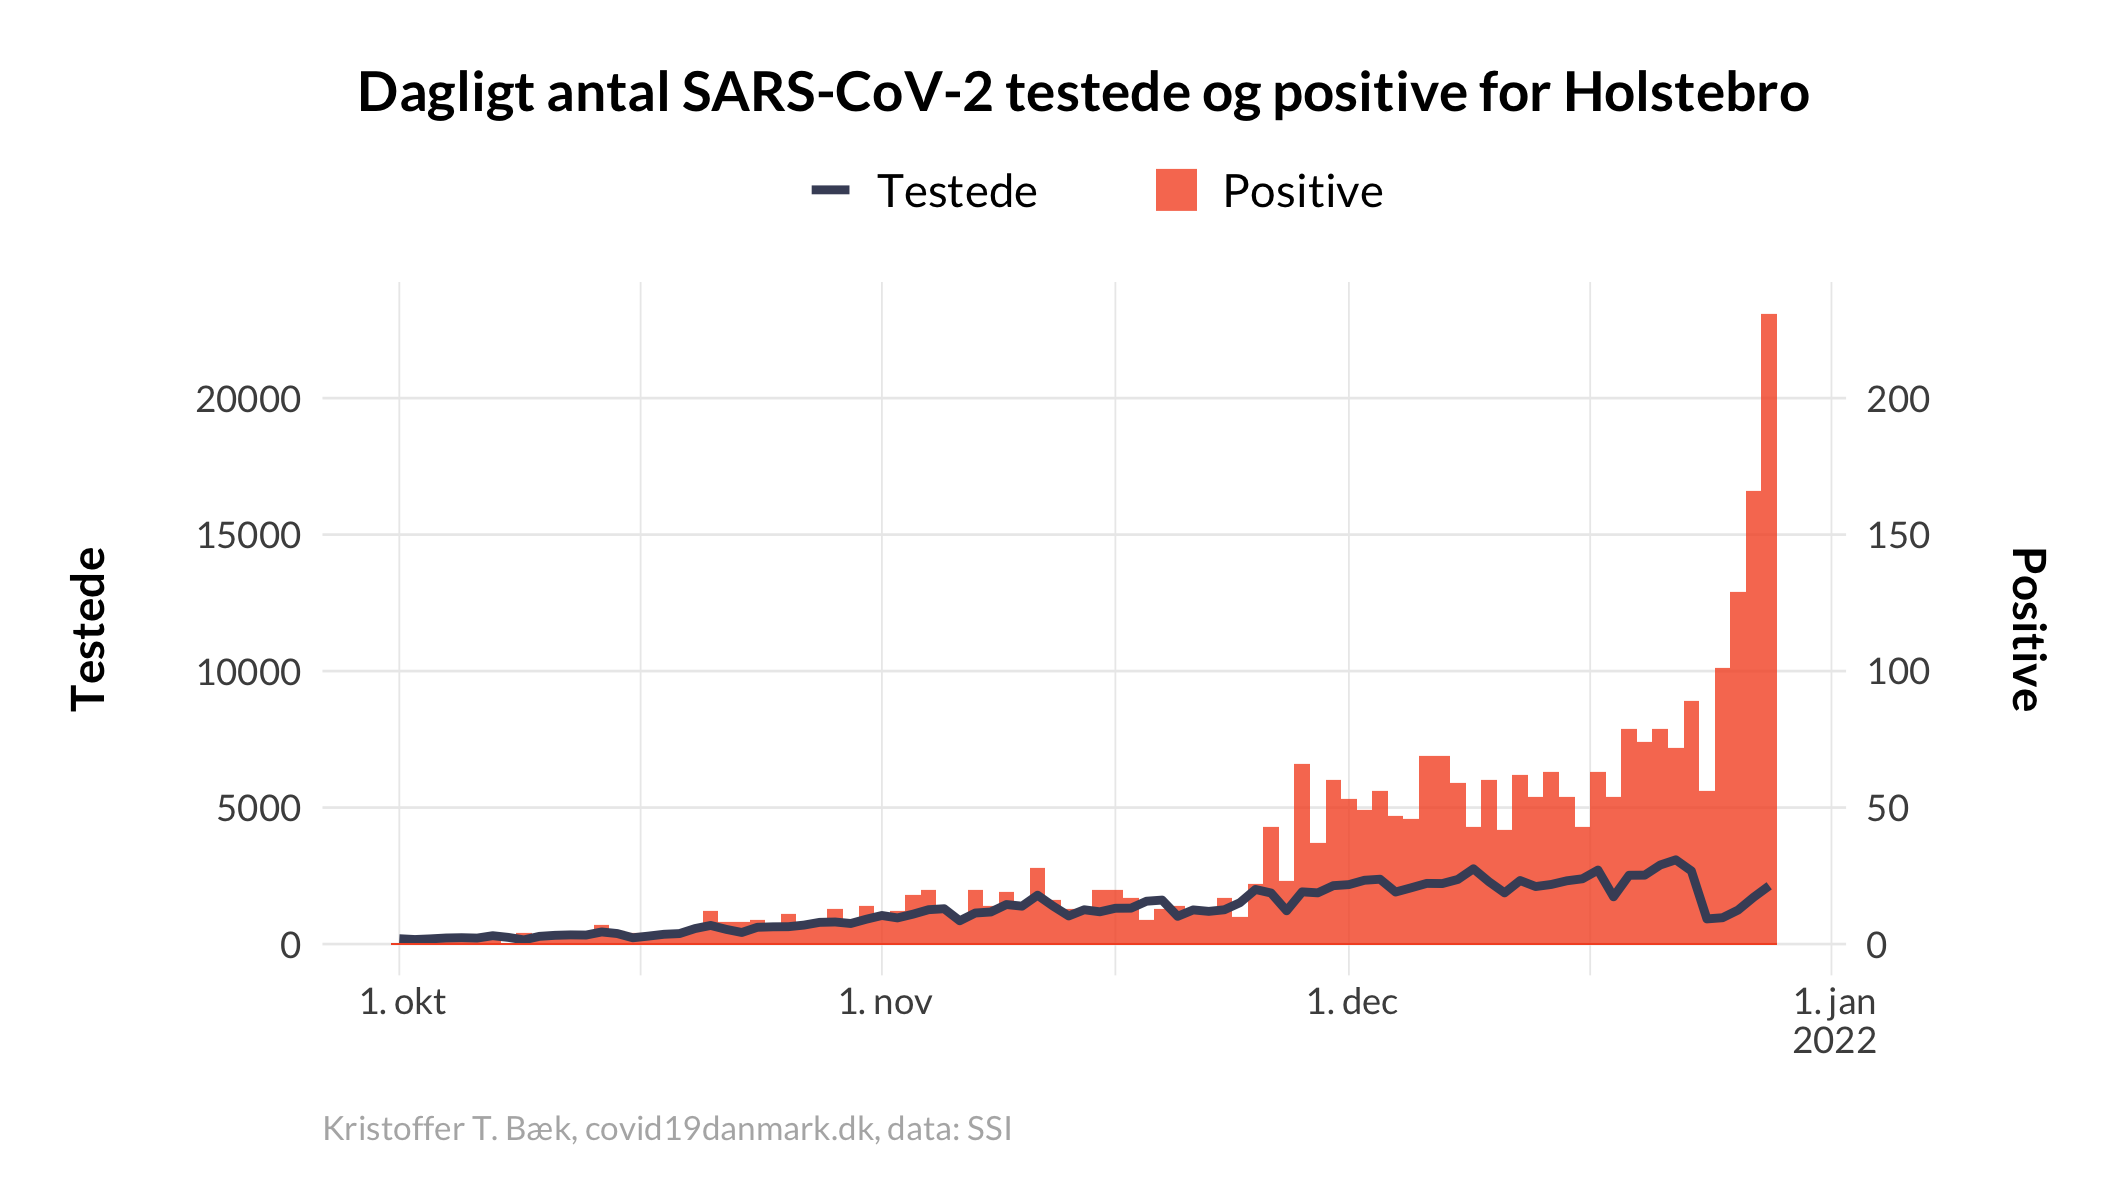 Dagligt antal SARS-CoV-2 testede og positive for Holstebro
Testede
Positive
20000
15000
10000
5000
0
200
150
100
50
0
Testede
Positive
1. okt
1. nov
1. dec
1. jan
2022
Kristoffer T. Bæk, covid19danmark.dk, data: SSI